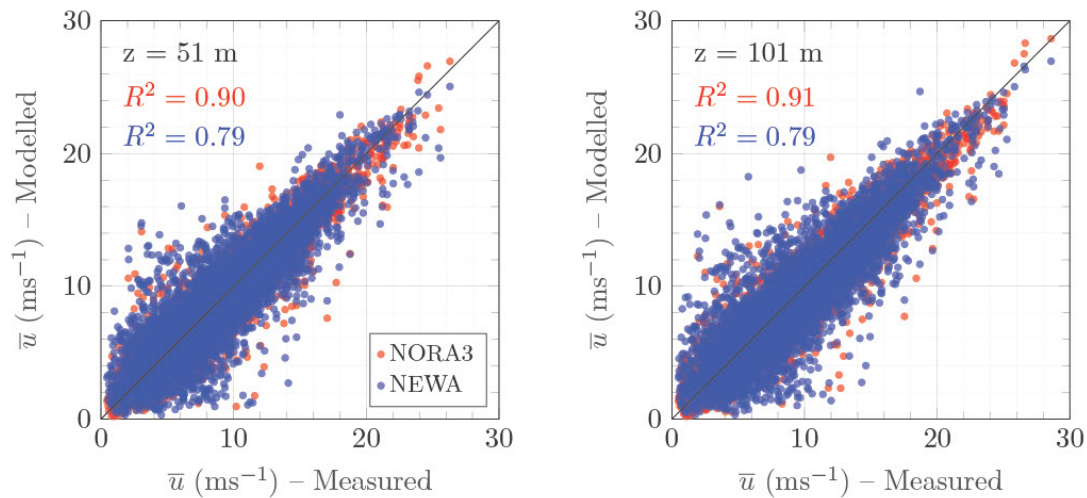 30
z = 51 m
R² = 0.90
R² = 0.79
20
10
0
u̅ (ms⁻¹) – Modelled
NORA3
NEWA
0 10 20 30
u̅ (ms⁻¹) – Measured
30
z = 101 m
R² = 0.91
R² = 0.79
20
10
0
u̅ (ms⁻¹) – Modelled
0 10 20 30
u̅ (ms⁻¹) – Measured